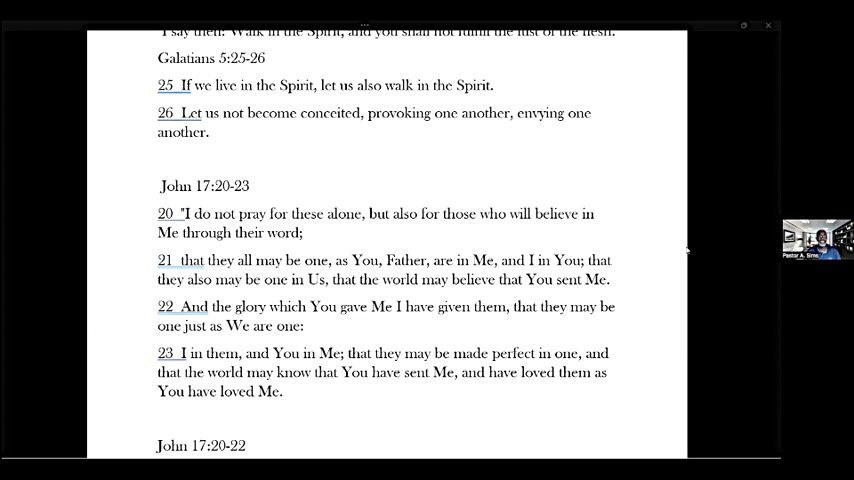 I say then: Walk in the Spirit, and you shall not fulfill the lust of the flesh.
Galatians 5:25-26
25 If we live in the Spirit, let us also walk in the Spirit.
26 Let us not become conceited, provoking one another, envying one
another.
John 17:20-23
20 "I do not pray for these alone, but also for those who will believe in
Me through their word;
21 that they all may be one, as You, Father, are in Me, and I in You; that
they also may be one in Us, that the world may believe that You sent Me.
22 And the glory which You gave Me I have given them, that they may be
one just as We are one:
23 I in them, and You in Me; that they may be made perfect in one, and
that the world may know that You have sent Me, and have loved them as
You have loved Me.
John 17:20-22
Pastor A. Sims